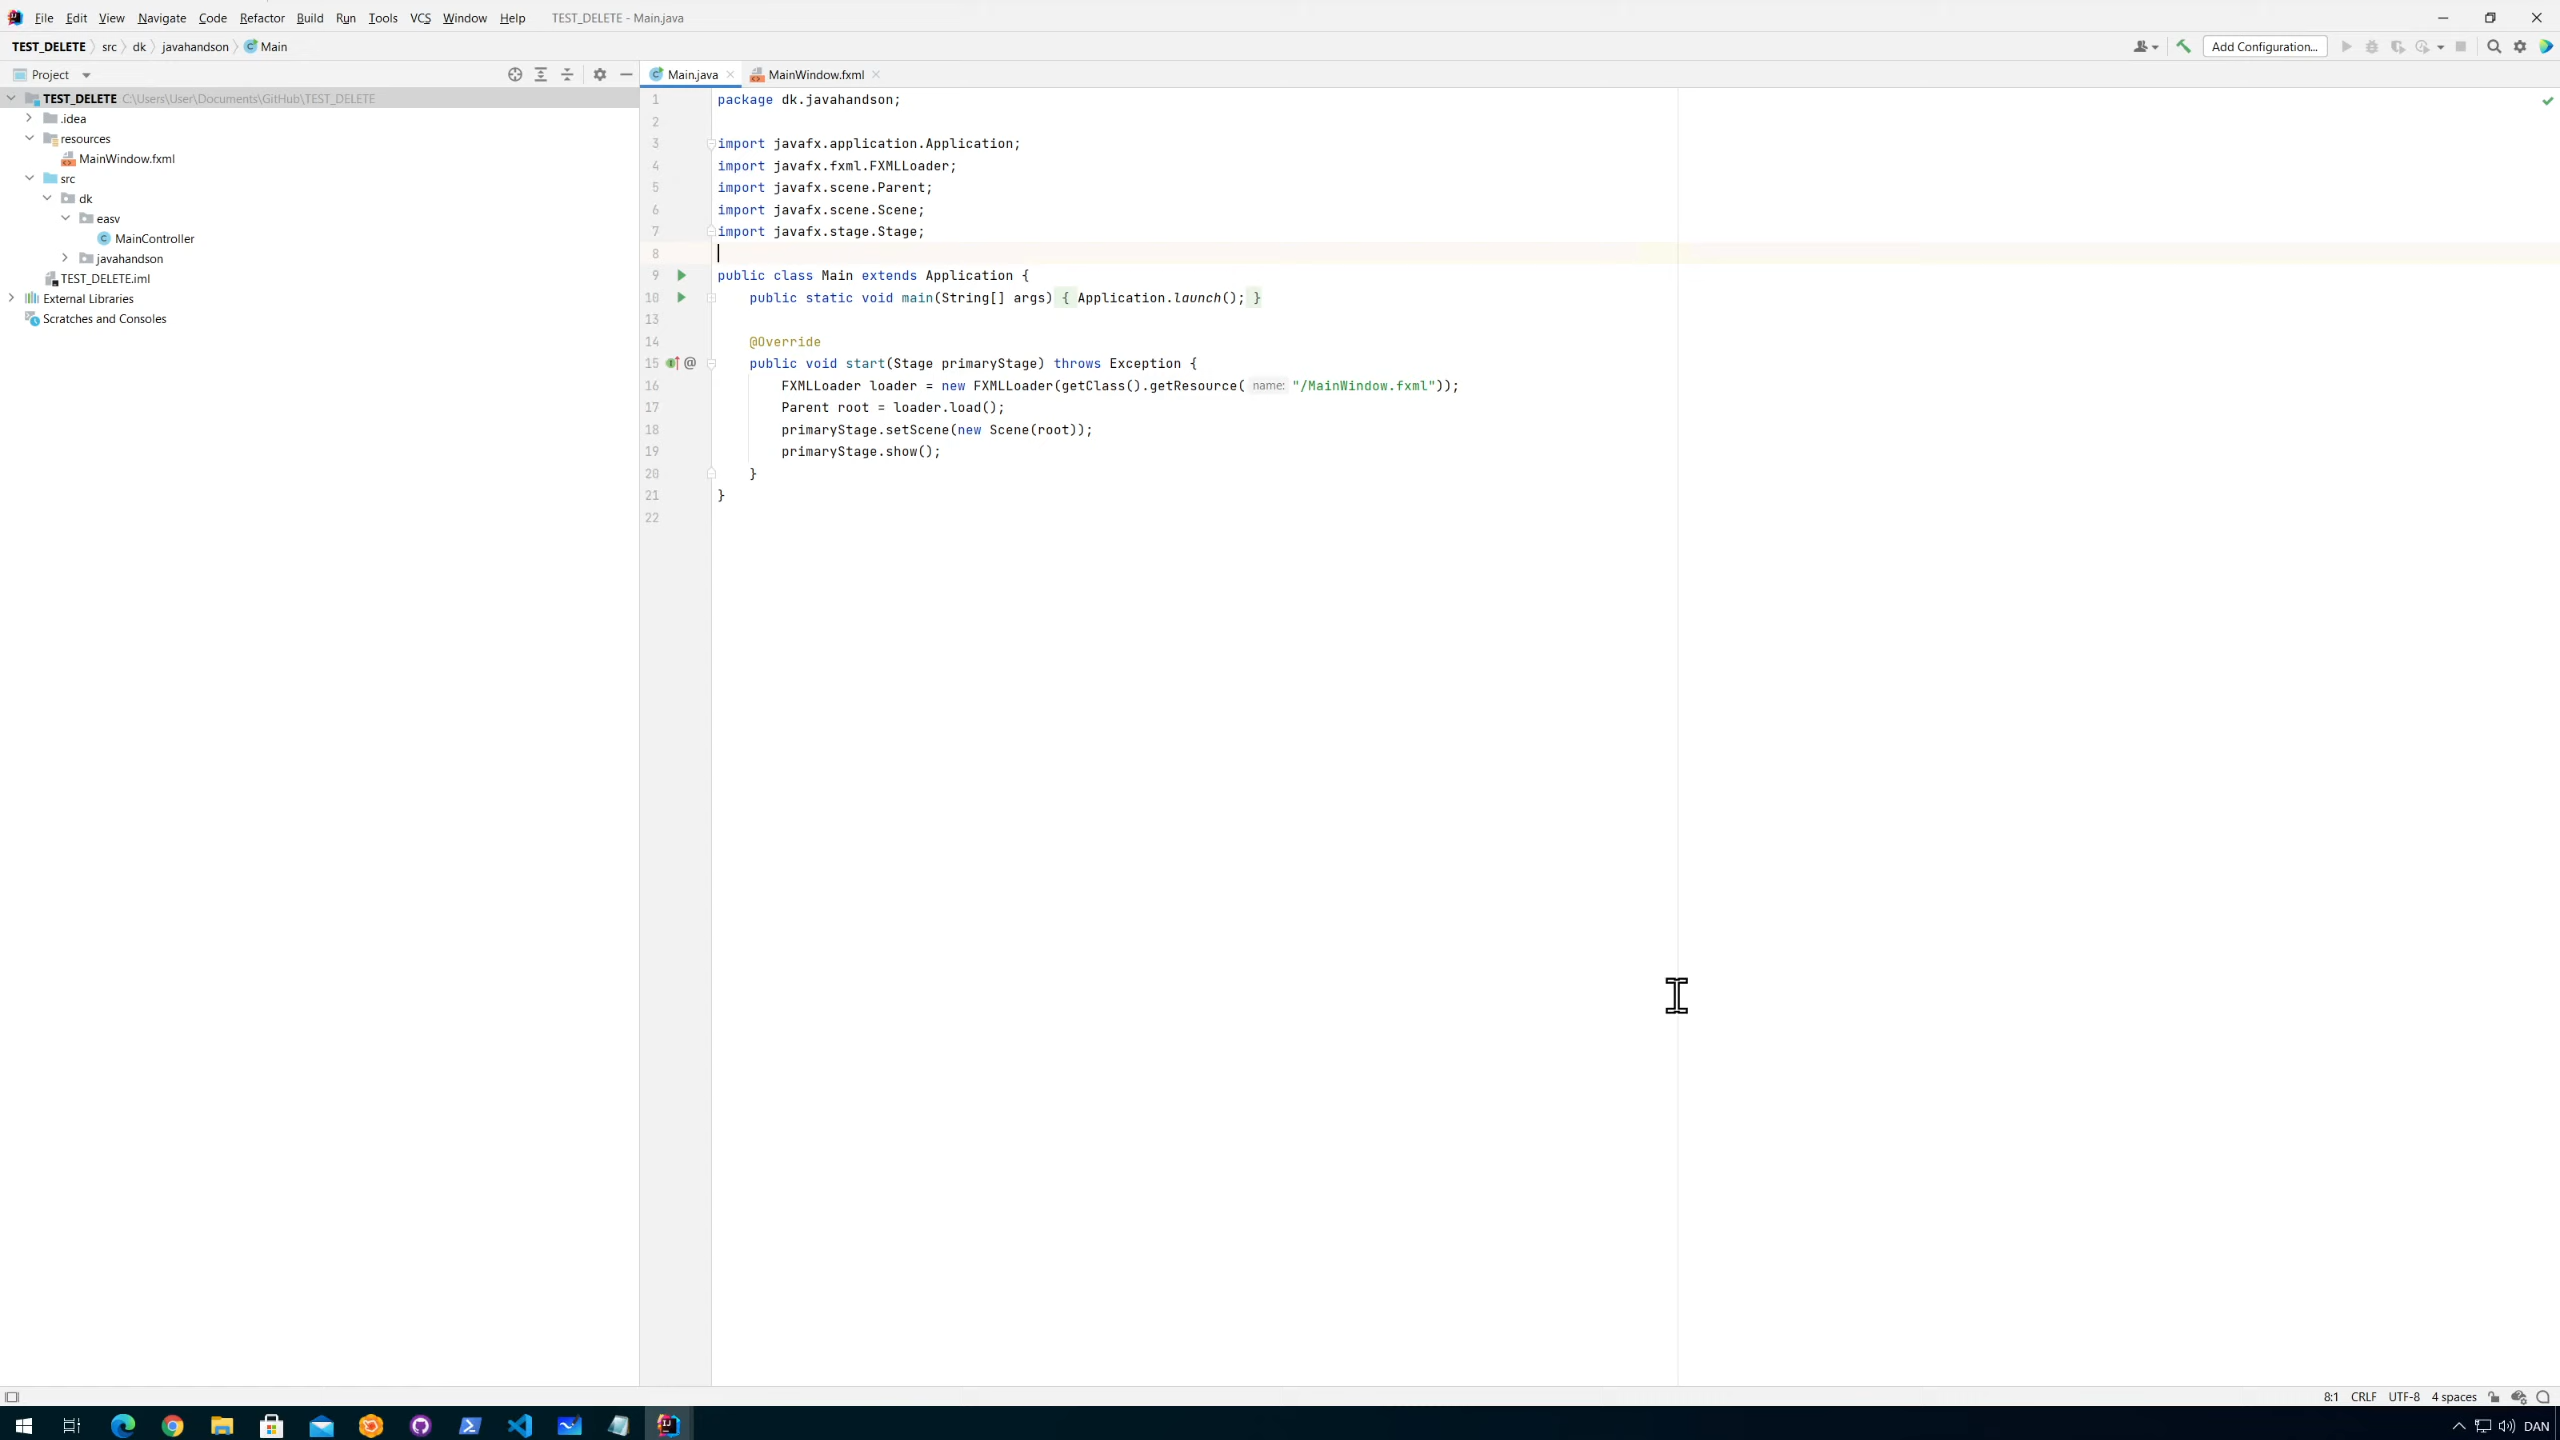 File Edit View Navigate Code Refactor Build Run Tools VCS Window Help TEST_DELETE - Main.java
TEST_DELETE src dk javahandson Main
Add Configuration...
Project
Main.java
MainWindow.fxml
TEST_DELETE C:\Users\User\Documents\GitHub\TEST_DELETE
.idea
resources
MainWindow.fxml
src
dk
easv
MainController
javahandson
TEST_DELETE.iml
External Libraries
Scratches and Consoles
1 package dk.javahandson;
2
3 import javafx.application.Application;
4 import javafx.fxml.FXMLLoader;
5 import javafx.scene.Parent;
6 import javafx.scene.Scene;
7 import javafx.stage.Stage;
8
9 public class Main extends Application {
10 public static void main(String[] args) { Application.launch(); }
13
14 @Override
15 @ public void start(Stage primaryStage) throws Exception {
16 FXMLLoader loader = new FXMLLoader(getClass().getResource( name: "/MainWindow.fxml"));
17 Parent root = loader.load();
18 primaryStage.setScene(new Scene(root));
19 primaryStage.show();
20 }
21 }
22
8:1 CRLF UTF-8 4 spaces
DAN